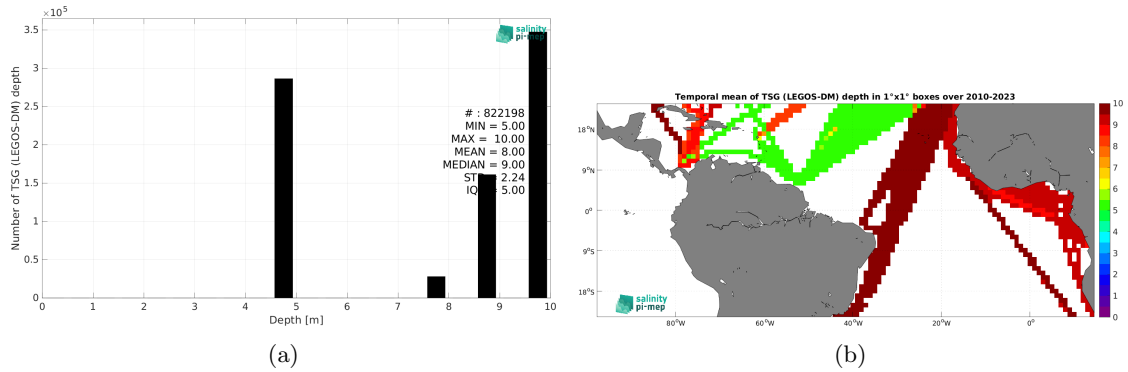 ×10⁵
3.5
3
2.5
2
1.5
1
0.5
0
Number of TSG (LEGOS-DM) depth
salinity
pi-mep
# : 822198
MIN = 5.00
MAX = 10.00
MEAN = 8.00
MEDIAN = 9.00
= 2.24
= 5.00
0 1 2 3 4 5 6 7 8 9 10
Depth [m]
(a)
Temporal mean of TSG (LEGOS-DM) depth in 1°x1° boxes over 2010-2023
18°N
9°N
0°
9°S
18°S
80°W 60°W 40°W 20°W 0°
salinity
pi-mep
10
9
8
7
6
5
4
3
2
1
0
(b)